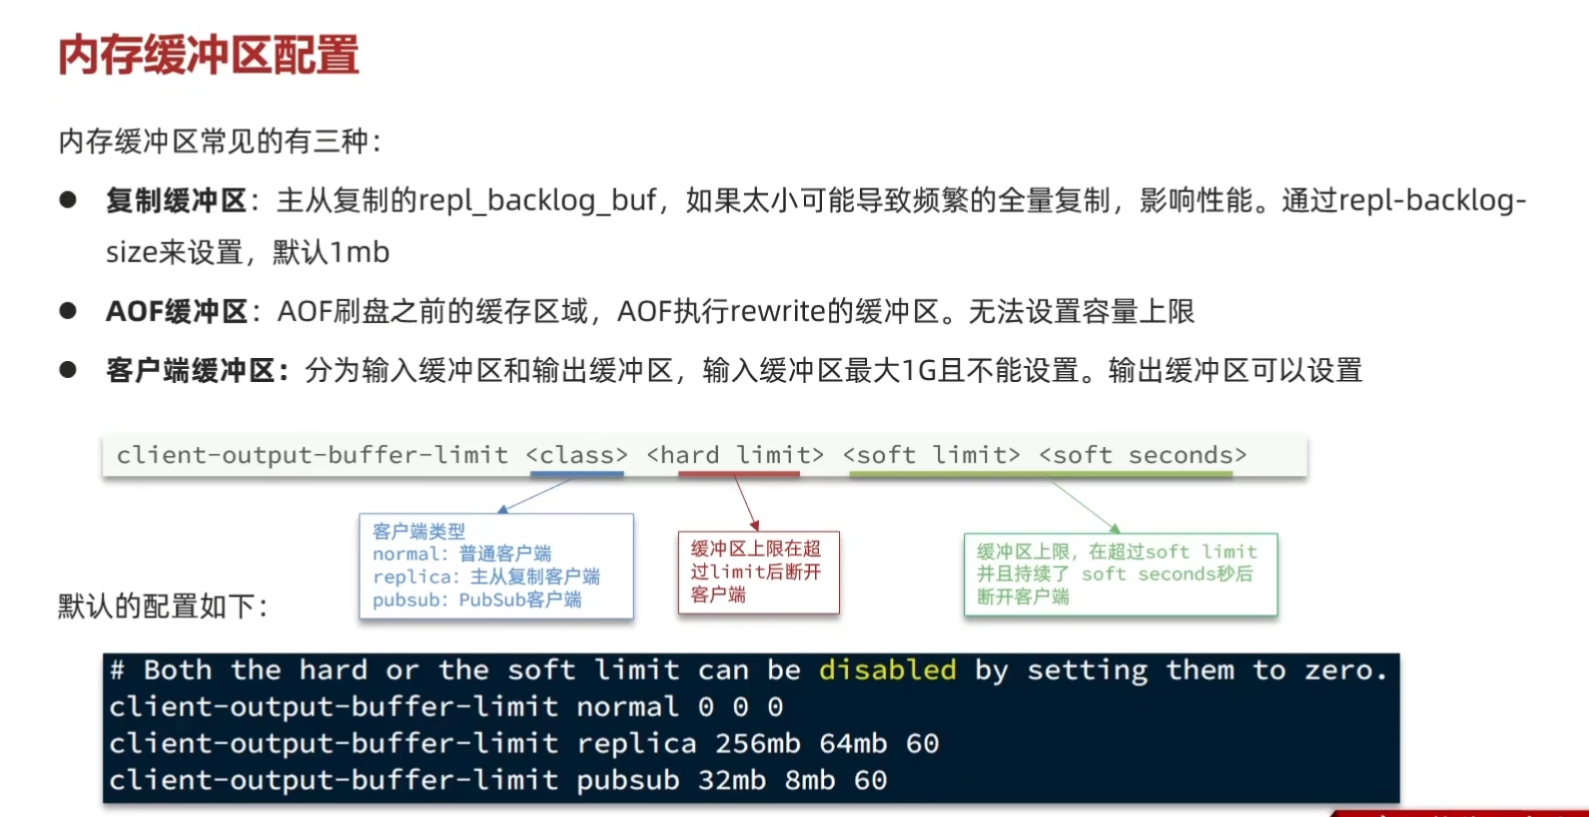 内存缓冲区配置
内存缓冲区常见的有三种：
● 复制缓冲区：主从复制的repl_backlog_buf，如果太小可能导致频繁的全量复制，影响性能。通过repl-backlog-
size来设置，默认1mb
● AOF缓冲区：AOF刷盘之前的缓存区域，AOF执行rewrite的缓冲区。无法设置容量上限
● 客户端缓冲区：分为输入缓冲区和输出缓冲区，输入缓冲区最大1G且不能设置。输出缓冲区可以设置
client-output-buffer-limit <class> <hard limit> <soft limit> <soft seconds>
客户端类型
normal：普通客户端
replica：主从复制客户端
pubsub：PubSub客户端
缓冲区上限在超
过limit后断开
客户端
缓冲区上限，在超过soft limit
并且持续了 soft seconds秒后
断开客户端
默认的配置如下：
# Both the hard or the soft limit can be disabled by setting them to zero.
client-output-buffer-limit normal 0 0 0
client-output-buffer-limit replica 256mb 64mb 60
client-output-buffer-limit pubsub 32mb 8mb 60